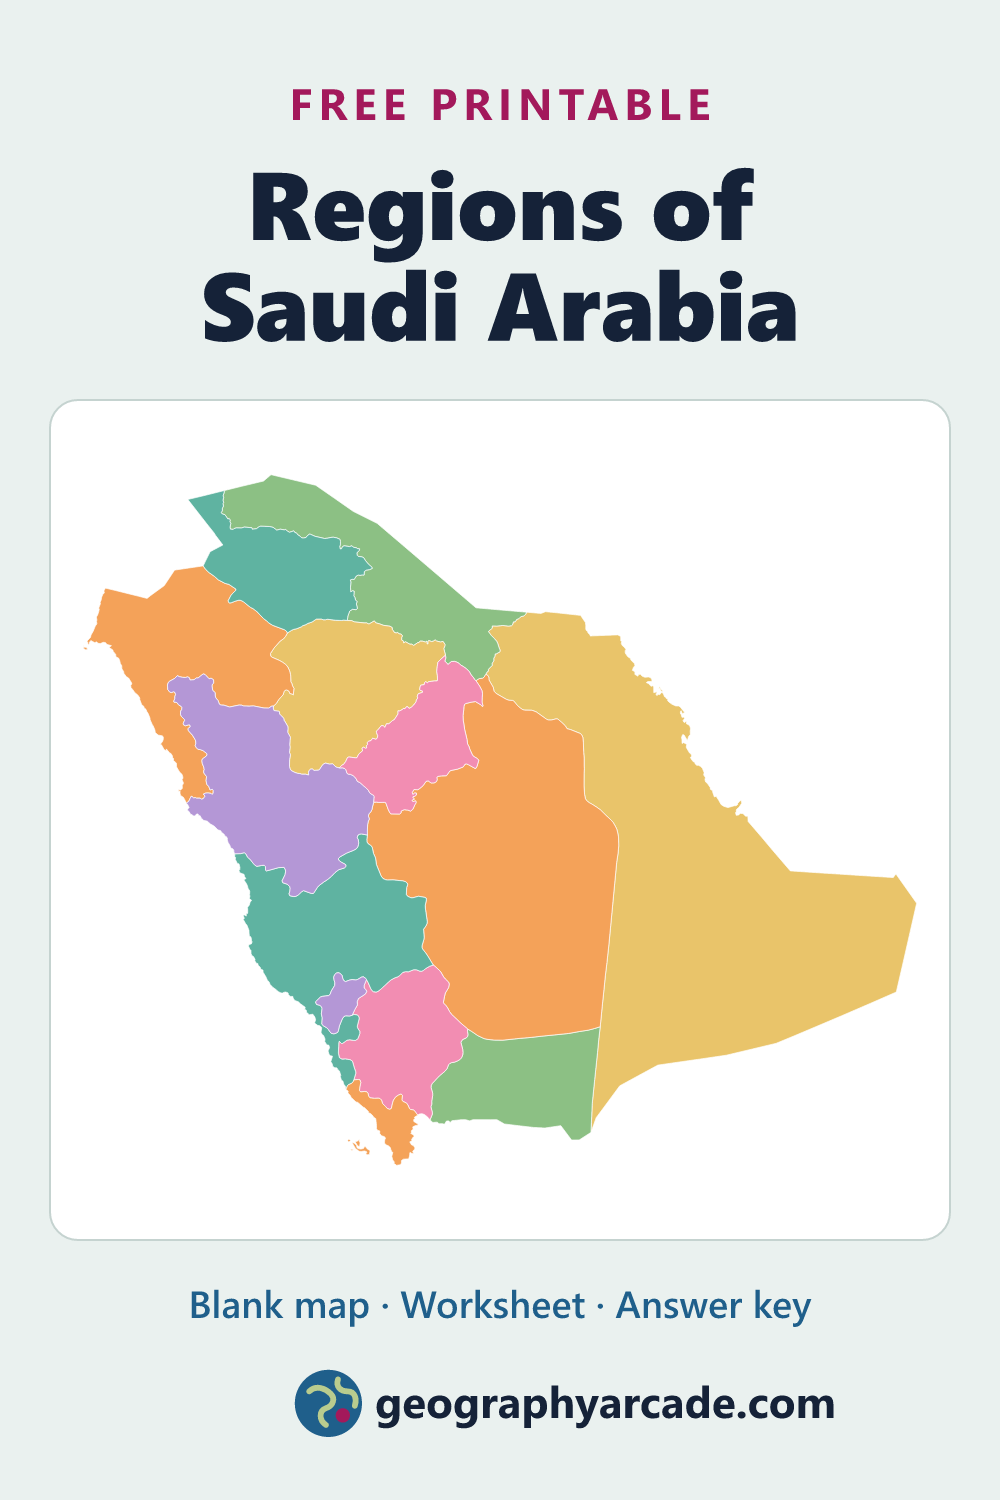 FREE PRINTABLE
Regions of
Saudi Arabia
Blank map · Worksheet · Answer key
geographyarcade.com